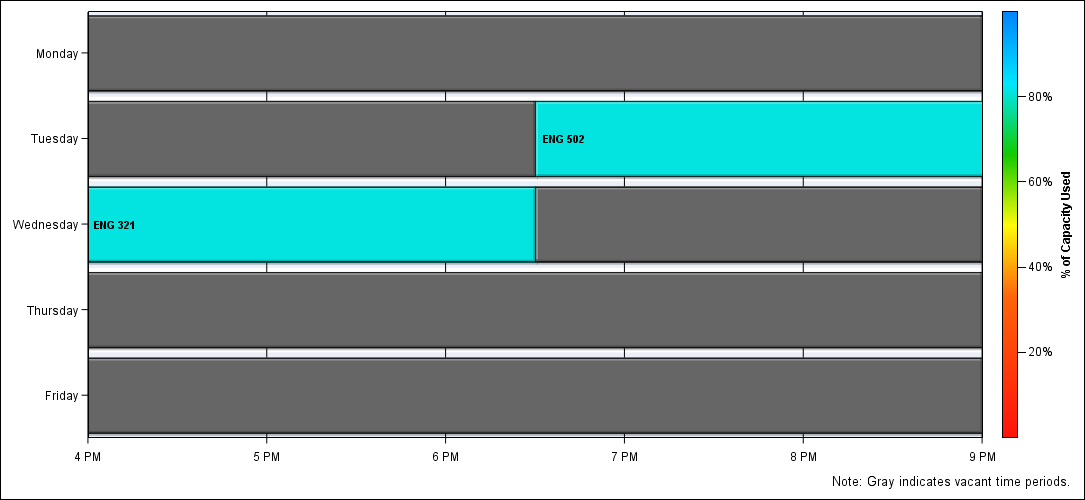 Monday
Tuesday
Wednesday
Thursday
Friday
ENG 502
ENG 321
4 PM
5 PM
6 PM
7 PM
8 PM
9 PM
80%
60%
40%
20%
% of Capacity Used
Note: Gray indicates vacant time periods.